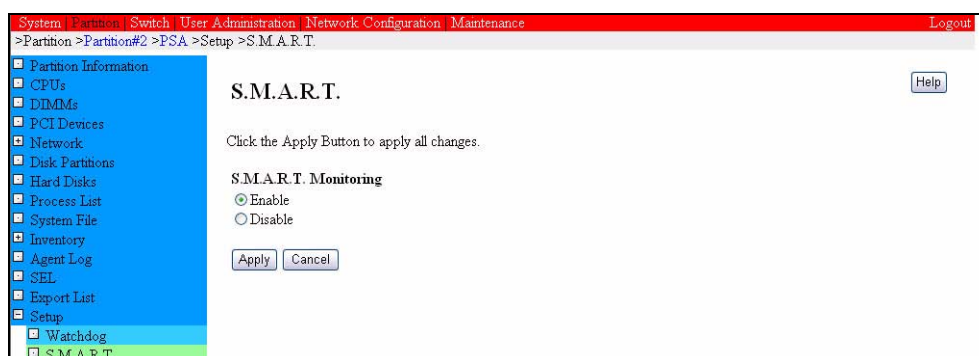 System | Partition | Switch | User Administration | Network Configuration | Maintenance Logout
>Partition >Partition#2 >PSA >Setup >S.M.A.R.T.
Partition Information
CPUs
DIMMs
PCI Devices
Network
Disk Partitions
Hard Disks
Process List
System File
Inventory
Agent Log
SEL
Export List
Setup
Watchdog
S.M.A.R.T.
S.M.A.R.T.
Help
Click the Apply Button to apply all changes.
S.M.A.R.T. Monitoring
Enable
Disable
Apply Cancel